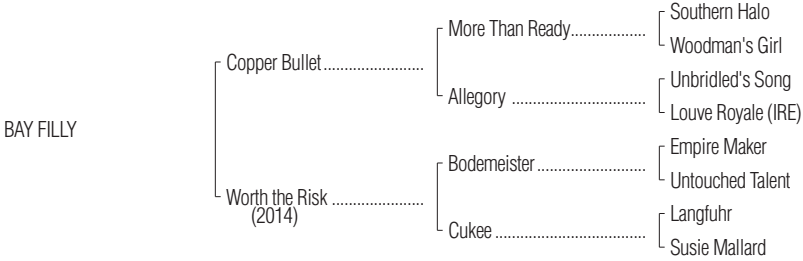 Southern Halo
More Than Ready..................
Woodman's Girl
Copper Bullet........................
Unbridled's Song
Allegory ................................
Louve Royale (IRE)
BAY FILLY
Empire Maker
Bodemeister..........................
Untouched Talent
Worth the Risk ......................
(2014)
Langfuhr
Cukee ....................................
Susie Mallard